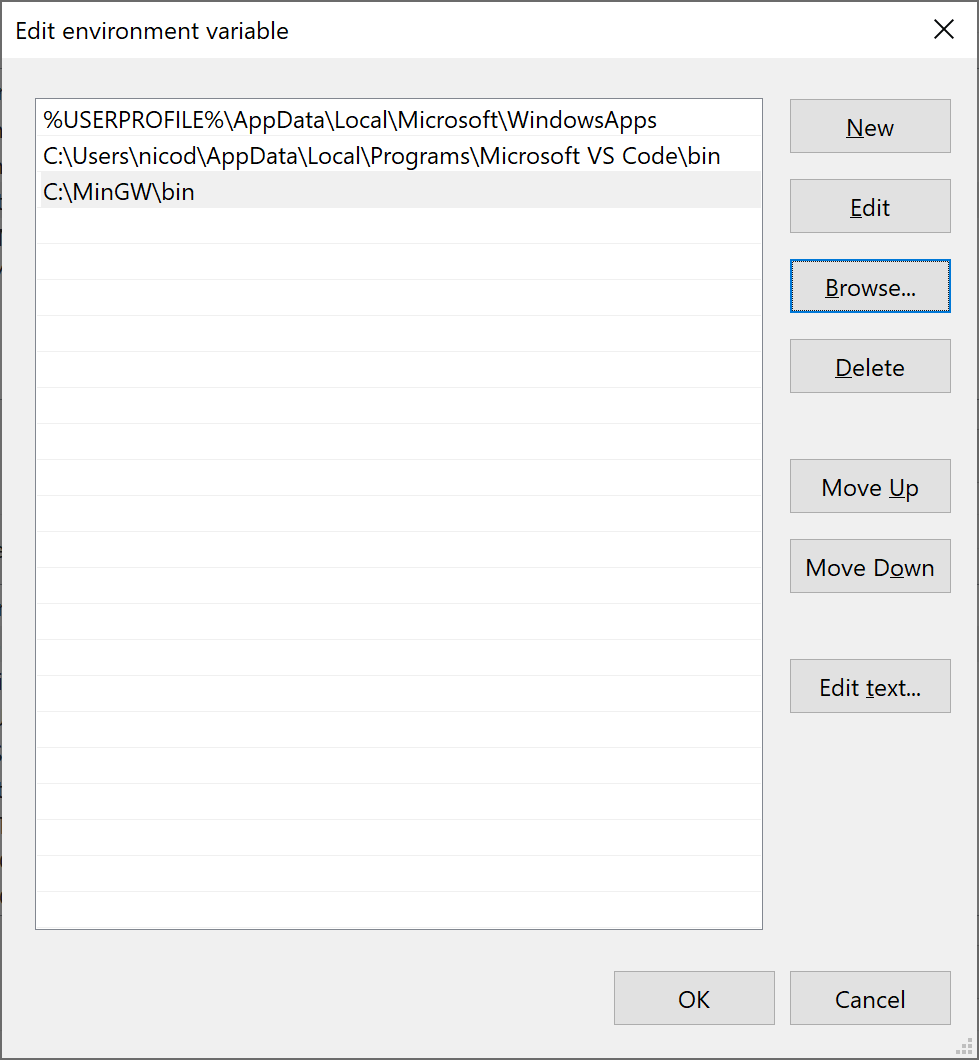 Edit environment variable
%USERPROFILE%\AppData\Local\Microsoft\WindowsApps
C:\Users\nicod\AppData\Local\Programs\Microsoft VS Code\bin
C:\MinGW\bin
New
Edit
Browse...
Delete
Move Up
Move Down
Edit text...
OK
Cancel